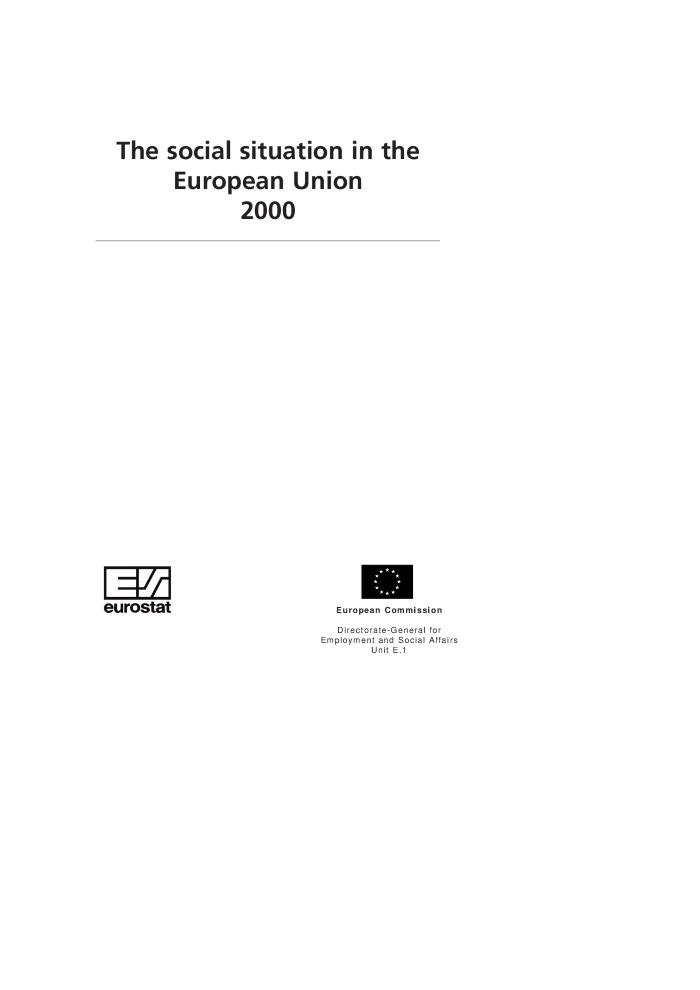 The social situation in the
European Union
2000
eurostat
European Commission
Directorate-General for
Employment and Social Affairs
Unit E.1